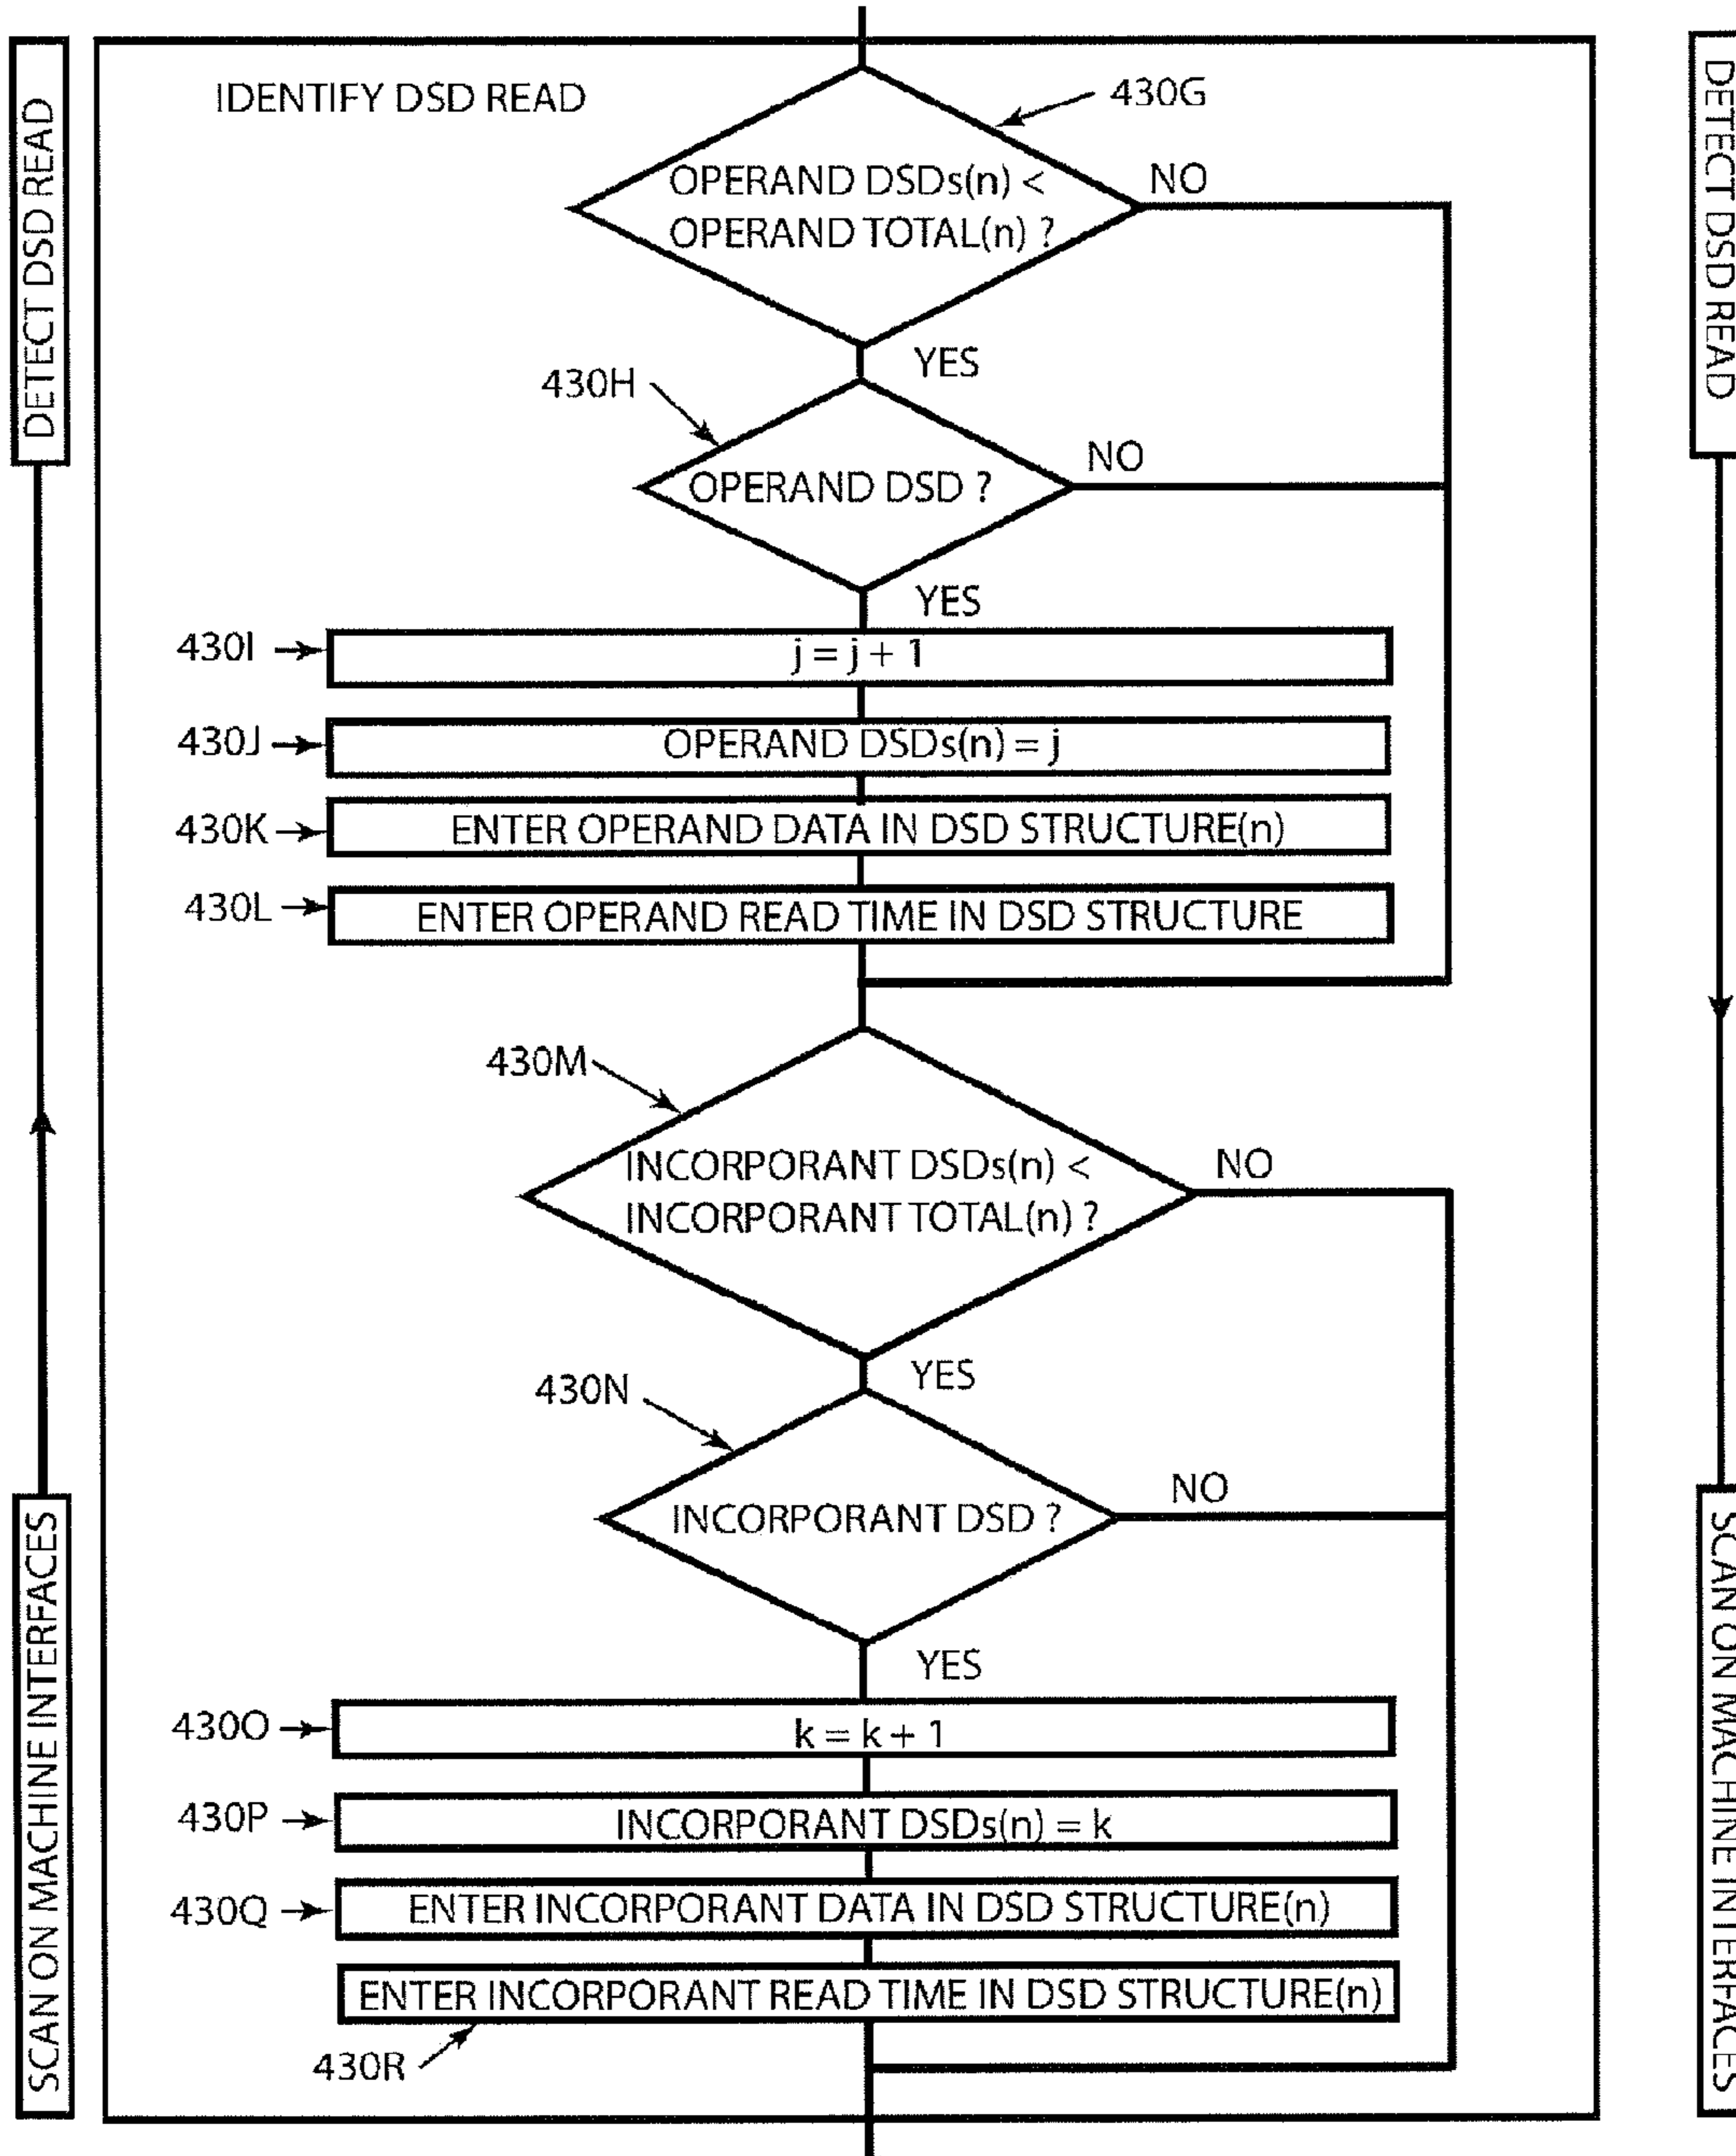 IDENTIFY DSD READ
430G
OPERAND DSDs(n) <
OPERAND TOTAL(n) ?
NO
YES
430H
OPERAND DSD ?
NO
YES
430I
j = j + 1
430J
OPERAND DSDs(n) = j
430K
ENTER OPERAND DATA IN DSD STRUCTURE(n)
430L
ENTER OPERAND READ TIME IN DSD STRUCTURE
430M
INCORPORANT DSDs(n) <
INCORPORANT TOTAL(n) ?
NO
YES
430N
INCORPORANT DSD ?
NO
YES
430O
k = k + 1
430P
INCORPORANT DSDs(n) = k
430Q
ENTER INCORPORANT DATA IN DSD STRUCTURE(n)
ENTER INCORPORANT READ TIME IN DSD STRUCTURE(n)
430R
DETECT DSD READ
SCAN ON MACHINE INTERFACES
DETECT DSD READ
SCAN ON MACHINE INTERFACES